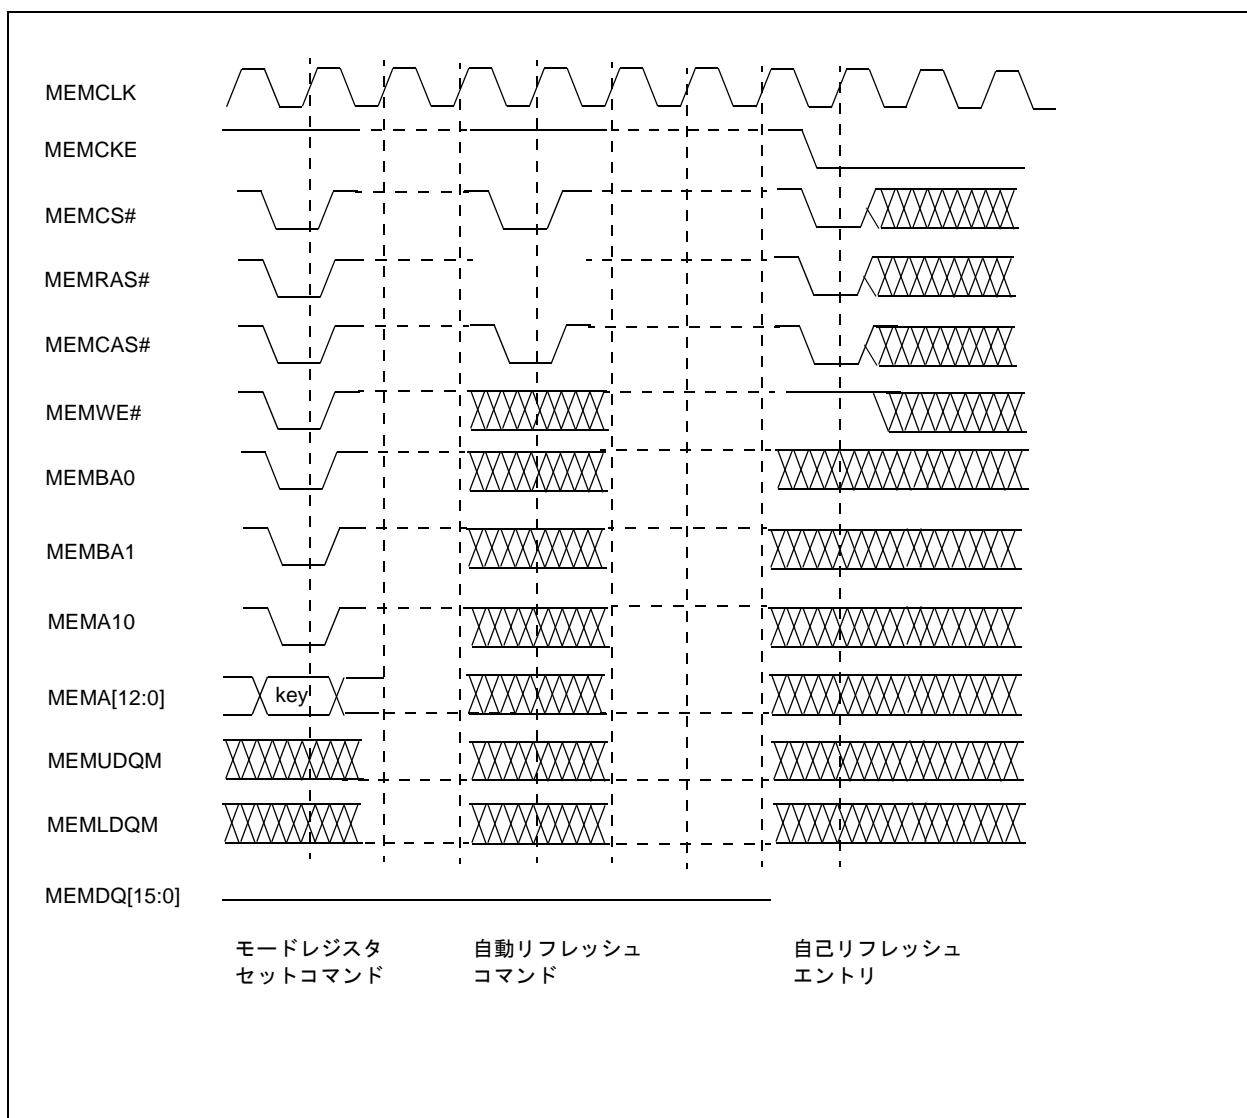 MEMCLK
MEMCKE
MEMCS#
MEMRAS#
MEMCAS#
MEMWE#
MEMBA0
MEMBA1
MEMA10
MEMA[12:0]
key
MEMUDQM
MEMLDQM
MEMDQ[15:0]
モードレジスタ
セットコマンド
自動リフレッシュ
コマンド
自己リフレッシュ
エントリ